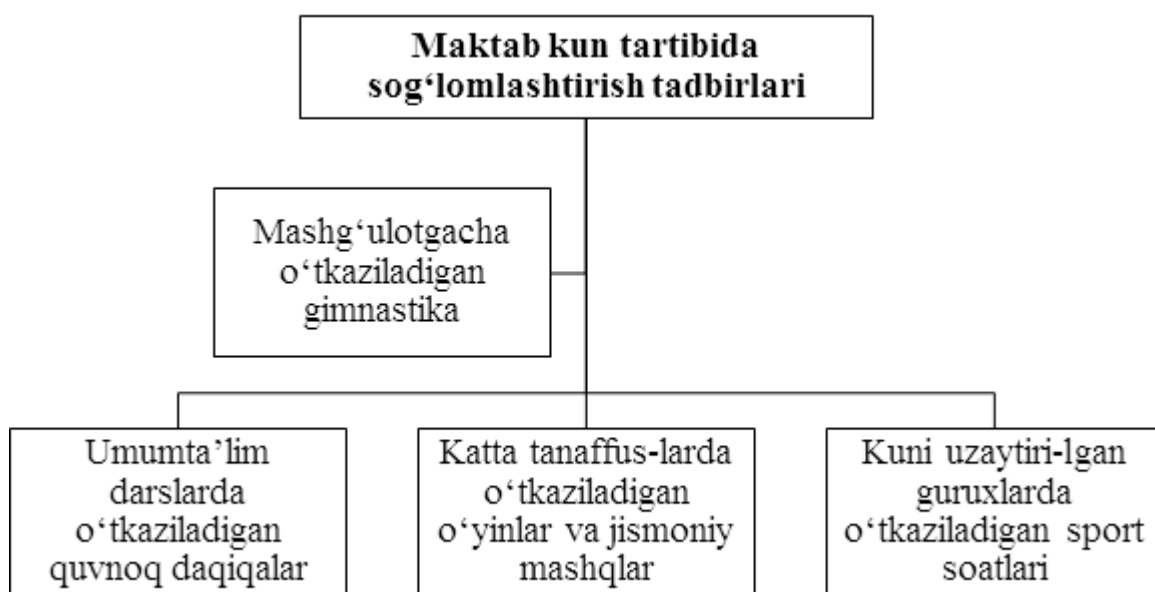 Maktab kun tartibida
sog‘lomlashtirish tadbirlari
Mashg‘ulotgacha
o‘tkaziladigan
gimnastika
Umumta’lim
darslarda
o‘tkaziladigan
quvnoq daqiqalar
Katta tanaffus-larda
o‘tkaziladigan
o‘yinlar va jismoniy
mashqlar
Kuni uzaytiri-lgan
guruxlarda
o‘tkaziladigan sport
soatlari